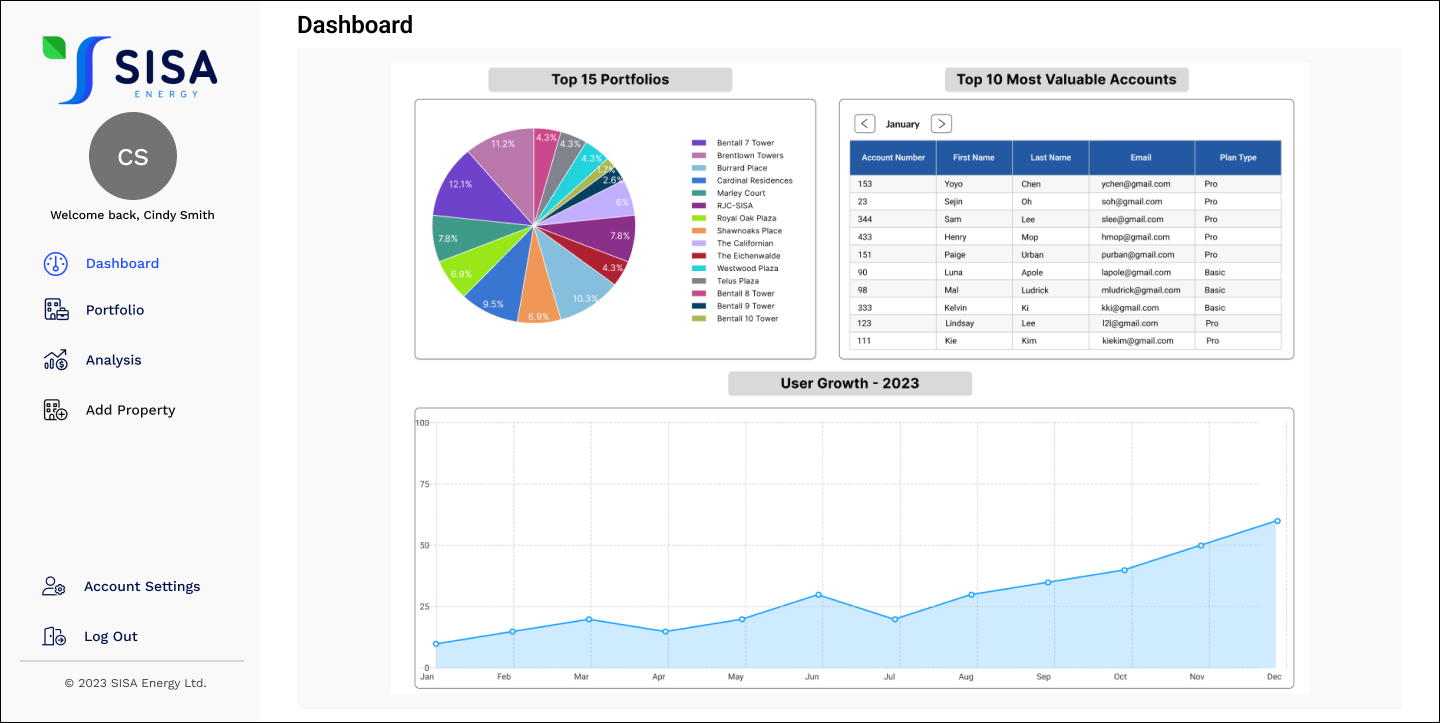 SISA
ENERGY
CS
Welcome back, Cindy Smith
Dashboard
Portfolio
Analysis
Add Property
Account Settings
Log Out
© 2023 SISA Energy Ltd.
Dashboard
Top 15 Portfolios
4.3%
4.3%
4.3%
1.7%
2.6%
6%
7.8%
4.3%
10.3%
6.9%
9.5%
6.9%
7.8%
12.1%
11.2%
Bentall 7 Tower
Brentlown Towers
Burrard Place
Cardinal Residences
Marley Court
RJC-SISA
Royal Oak Plaza
Shawnoaks Place
The Californian
The Eichenwalde
Westwood Plaza
Telus Plaza
Bentall 8 Tower
Bentall 9 Tower
Bentall 10 Tower
Top 10 Most Valuable Accounts
< January >
Account Number First Name Last Name Email Plan Type
153 Yoyo Chen ychen@gmail.com Pro
23 Sejin Oh soh@gmail.com Pro
344 Sam Lee slee@gmail.com Pro
433 Henry Mop hmop@gmail.com Pro
151 Paige Urban purban@gmail.com Pro
90 Luna Apole lapole@gmail.com Basic
98 Mal Ludrick mludrick@gmail.com Basic
333 Kelvin Ki kki@gmail.com Basic
123 Lindsay Lee l2l@gmail.com Pro
111 Kie Kim kiekim@gmail.com Pro
User Growth - 2023
100
75
50
25
0
Jan Feb Mar Apr May Jun Jul Aug Sep Oct Nov Dec